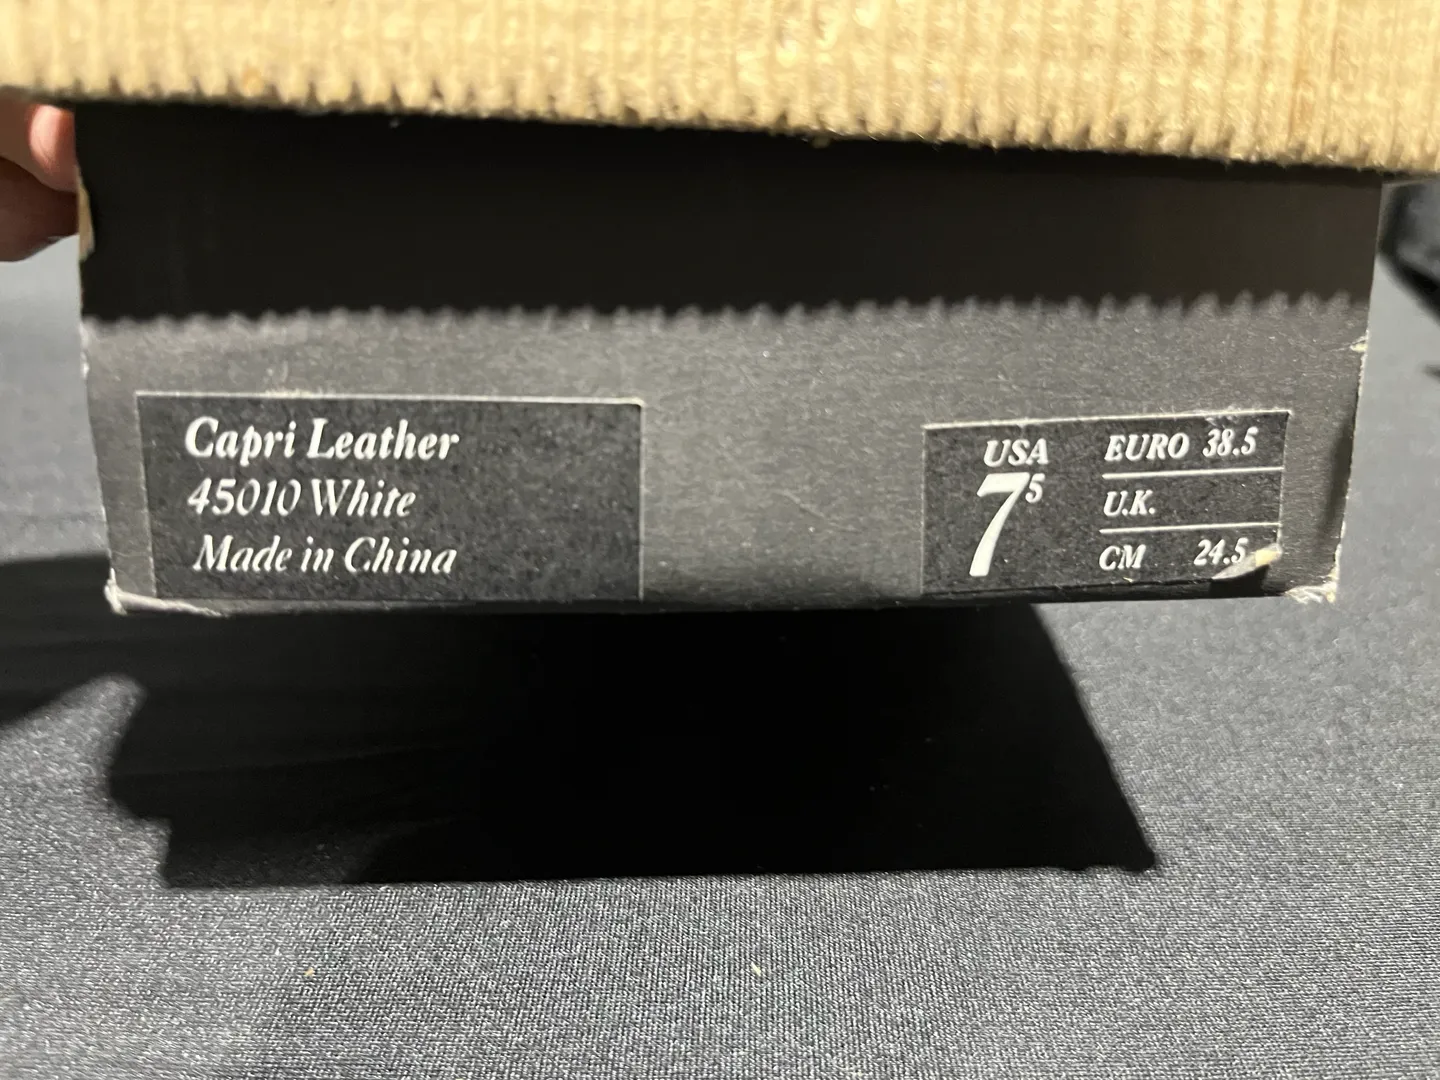 Capri Leather
45010 White
Made in China
USA
7⁵
EURO 38.5
U.K.
CM 24.5